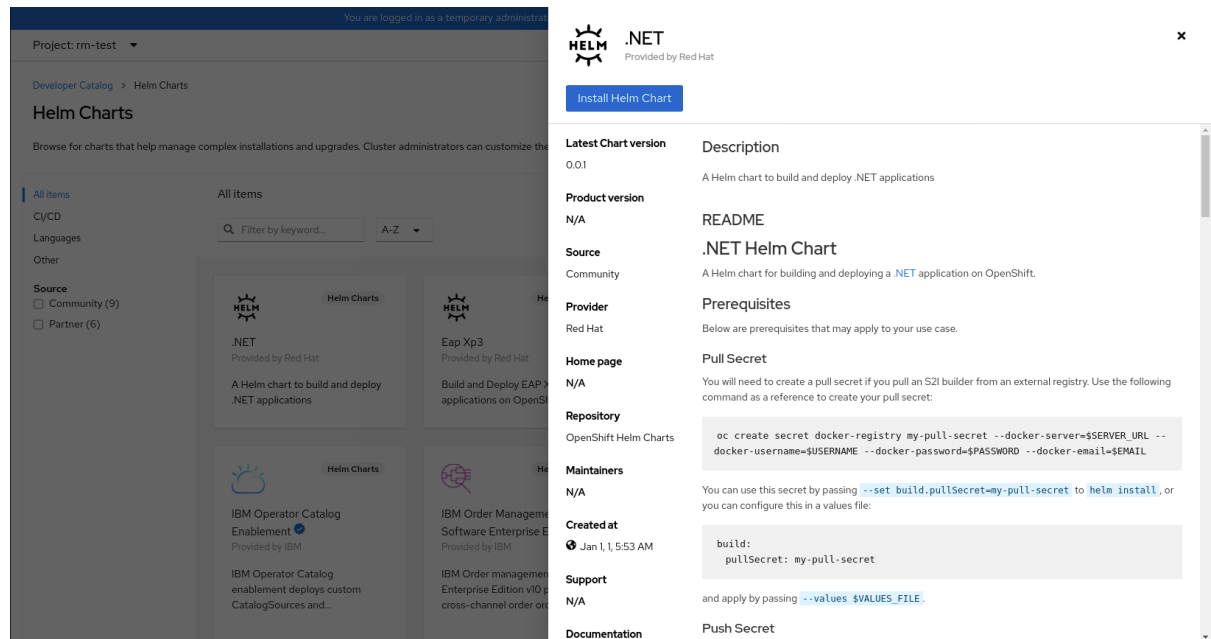 You are logged in as a temporary administrat
Project: rm-test
Developer Catalog > Helm Charts
Helm Charts
Browse for charts that help manage complex installations and upgrades. Cluster administrators can customize the
All items
CI/CD
Languages
Other
Source
Community (9)
Partner (6)
All items
Filter by keyword...
A-Z
HELM
Helm Charts
.NET
Provided by Red Hat
A Helm chart to build and deploy
.NET applications
HELM
He
Eap Xp3
Provided by Red Hat
Build and Deploy EAP X
applications on OpenSh
Helm Charts
IBM Operator Catalog
Enablement
Provided by IBM
IBM Operator Catalog
enablement deploys custom
CatalogSources and...
He
IBM Order Manageme
Software Enterprise E
Provided by IBM
IBM Order managemen
Enterprise Edition v10 p
cross-channel order orc
HELM
.NET
Provided by Red Hat
Install Helm Chart
Latest Chart version
0.0.1
Product version
N/A
Source
Community
Provider
Red Hat
Home page
N/A
Repository
OpenShift Helm Charts
Maintainers
N/A
Created at
Jan 1, 1, 5:53 AM
Support
N/A
Documentation
Description
A Helm chart to build and deploy .NET applications
README
.NET Helm Chart
A Helm chart for building and deploying a .NET application on OpenShift.
Prerequisites
Below are prerequisites that may apply to your use case.
Pull Secret
You will need to create a pull secret if you pull an S2I builder from an external registry. Use the following
command as a reference to create your pull secret:
oc create secret docker-registry my-pull-secret --docker-server=$SERVER_URL --
docker-username=$USERNAME --docker-password=$PASSWORD --docker-email=$EMAIL
You can use this secret by passing --set build.pullSecret=my-pull-secret to helm install, or
you can configure this in a values file:
build:
pullSecret: my-pull-secret
and apply by passing --values $VALUES_FILE.
Push Secret